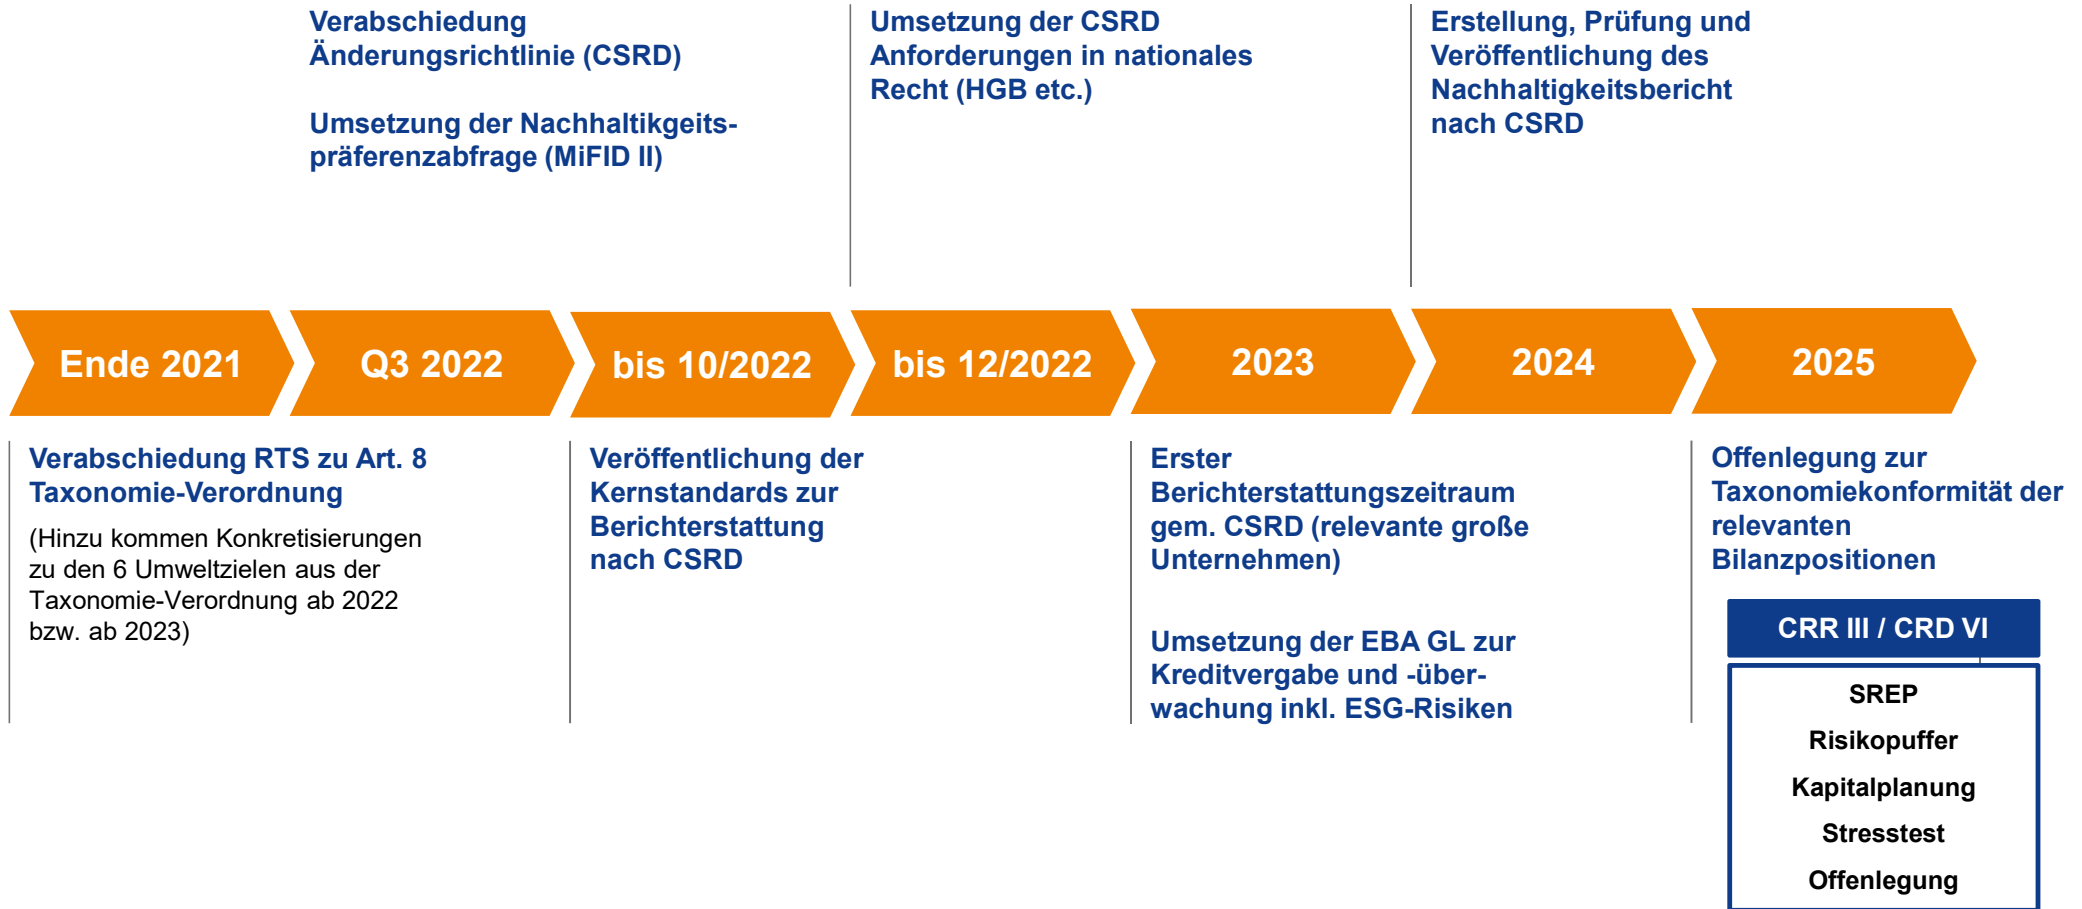 Verabschiedung
Änderungsrichtlinie (CSRD)
Umsetzung der Nachhaltikgeits-
präferenzabfrage (MiFID II)
Umsetzung der CSRD
Anforderungen in nationales
Recht (HGB etc.)
Erstellung, Prüfung und
Veröffentlichung des
Nachhaltigkeitsbericht
nach CSRD
Ende 2021
Q3 2022
bis 10/2022
bis 12/2022
2023
2024
2025
Verabschiedung RTS zu Art. 8
Taxonomie-Verordnung
(Hinzu kommen Konkretisierungen
zu den 6 Umweltzielen aus der
Taxonomie-Verordnung ab 2022
bzw. ab 2023)
Veröffentlichung der
Kernstandards zur
Berichterstattung
nach CSRD
Erster
Berichterstattungszeitraum
gem. CSRD (relevante große
Unternehmen)
Umsetzung der EBA GL zur
Kreditvergabe und -über-
wachung inkl. ESG-Risiken
Offenlegung zur
Taxonomiekonformität der
relevanten
Bilanzpositionen
CRR III / CRD VI
SREP
Risikopuffer
Kapitalplanung
Stresstest
Offenlegung